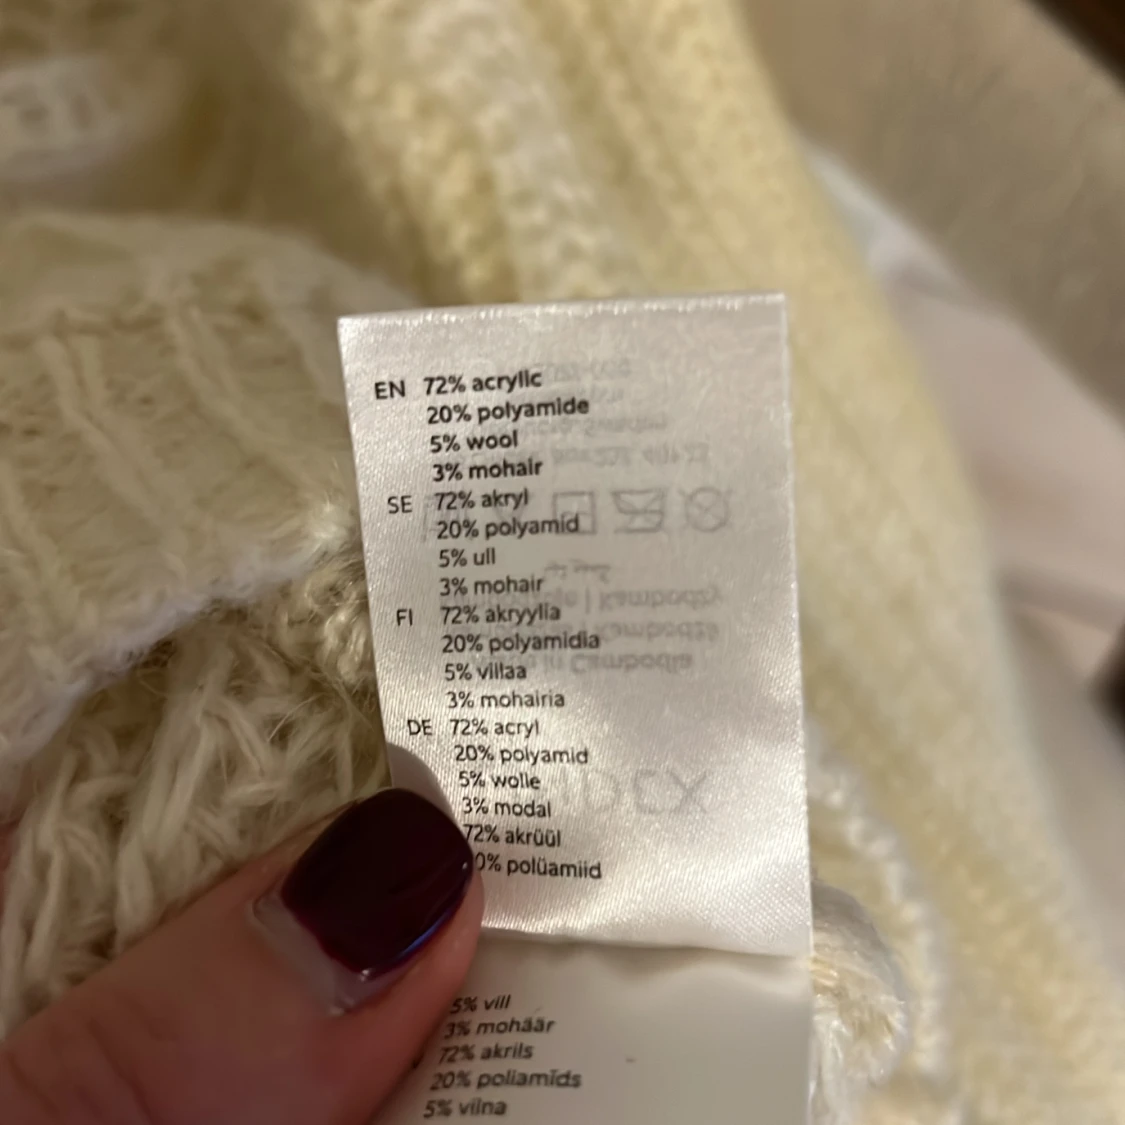 EN 72% acrylic
20% polyamide
5% wool
3% mohair
SE 72% akryl
20% polyamid
5% ull
3% mohair
FI 72% akryylia
20% polyamidia
5% villaa
3% mohairia
DE 72% acryl
20% polyamid
5% wolle
3% modal
72% akrüül
0% polüamiid
5% vill
3% mohäär
72% akrils
20% poliamīds
5% vilna